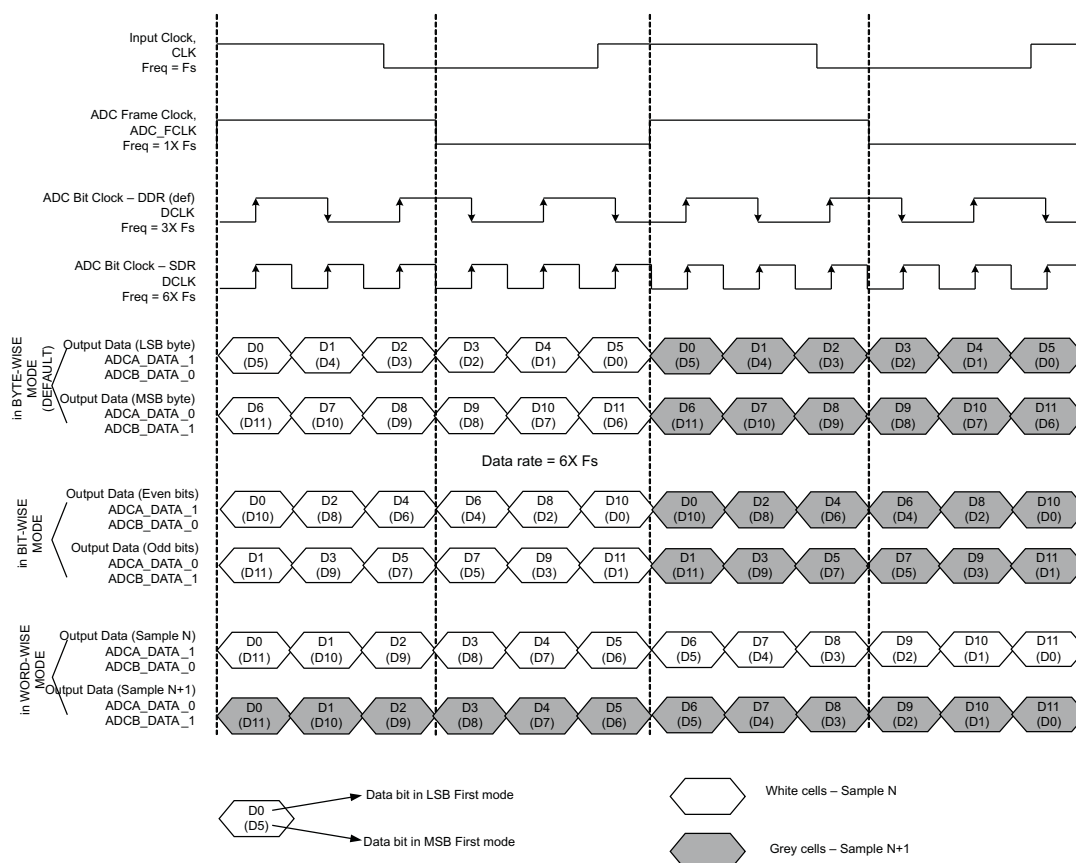 Input Clock,
CLK
Freq = Fs
ADC Frame Clock,
ADC_FCLK
Freq = 1X Fs
ADC Bit Clock – DDR (def)
DCLK
Freq = 3X Fs
ADC Bit Clock – SDR
DCLK
Freq = 6X Fs
in BYTE-WISE
MODE
(DEFAULT)
Output Data (LSB byte)
ADCA_DATA_1
ADCB_DATA_0
D0 D1 D2 D3 D4 D5 D0 D1 D2 D3 D4 D5
(D5) (D4) (D3) (D2) (D1) (D0) (D5) (D4) (D3) (D2) (D1) (D0)
Output Data (MSB byte)
ADCA_DATA_0
ADCB_DATA_1
D6 D7 D8 D9 D10 D11 D6 D7 D8 D9 D10 D11
(D11) (D10) (D9) (D8) (D7) (D6) (D11) (D10) (D9) (D8) (D7) (D6)
Data rate = 6X Fs
in BIT-WISE
MODE
Output Data (Even bits)
ADCA_DATA_1
ADCB_DATA_0
D0 D2 D4 D6 D8 D10 D0 D2 D4 D6 D8 D10
(D10) (D8) (D6) (D4) (D2) (D0) (D10) (D8) (D6) (D4) (D2) (D0)
Output Data (Odd bits)
ADCA_DATA_0
ADCB_DATA_1
D1 D3 D5 D7 D9 D11 D1 D3 D5 D7 D9 D11
(D11) (D9) (D7) (D5) (D3) (D1) (D11) (D9) (D7) (D5) (D3) (D1)
in WORD-WISE
MODE
Output Data (Sample N)
ADCA_DATA_1
ADCB_DATA_0
D0 D1 D2 D3 D4 D5 D6 D7 D8 D9 D10 D11
(D11) (D10) (D9) (D8) (D7) (D6) (D5) (D4) (D3) (D2) (D1) (D0)
Output Data (Sample N+1)
ADCA_DATA_0
ADCB_DATA_1
D0 D1 D2 D3 D4 D5 D6 D7 D8 D9 D10 D11
(D11) (D10) (D9) (D8) (D7) (D6) (D5) (D4) (D3) (D2) (D1) (D0)
D0
(D5)
Data bit in LSB First mode
Data bit in MSB First mode
White cells – Sample N
Grey cells – Sample N+1